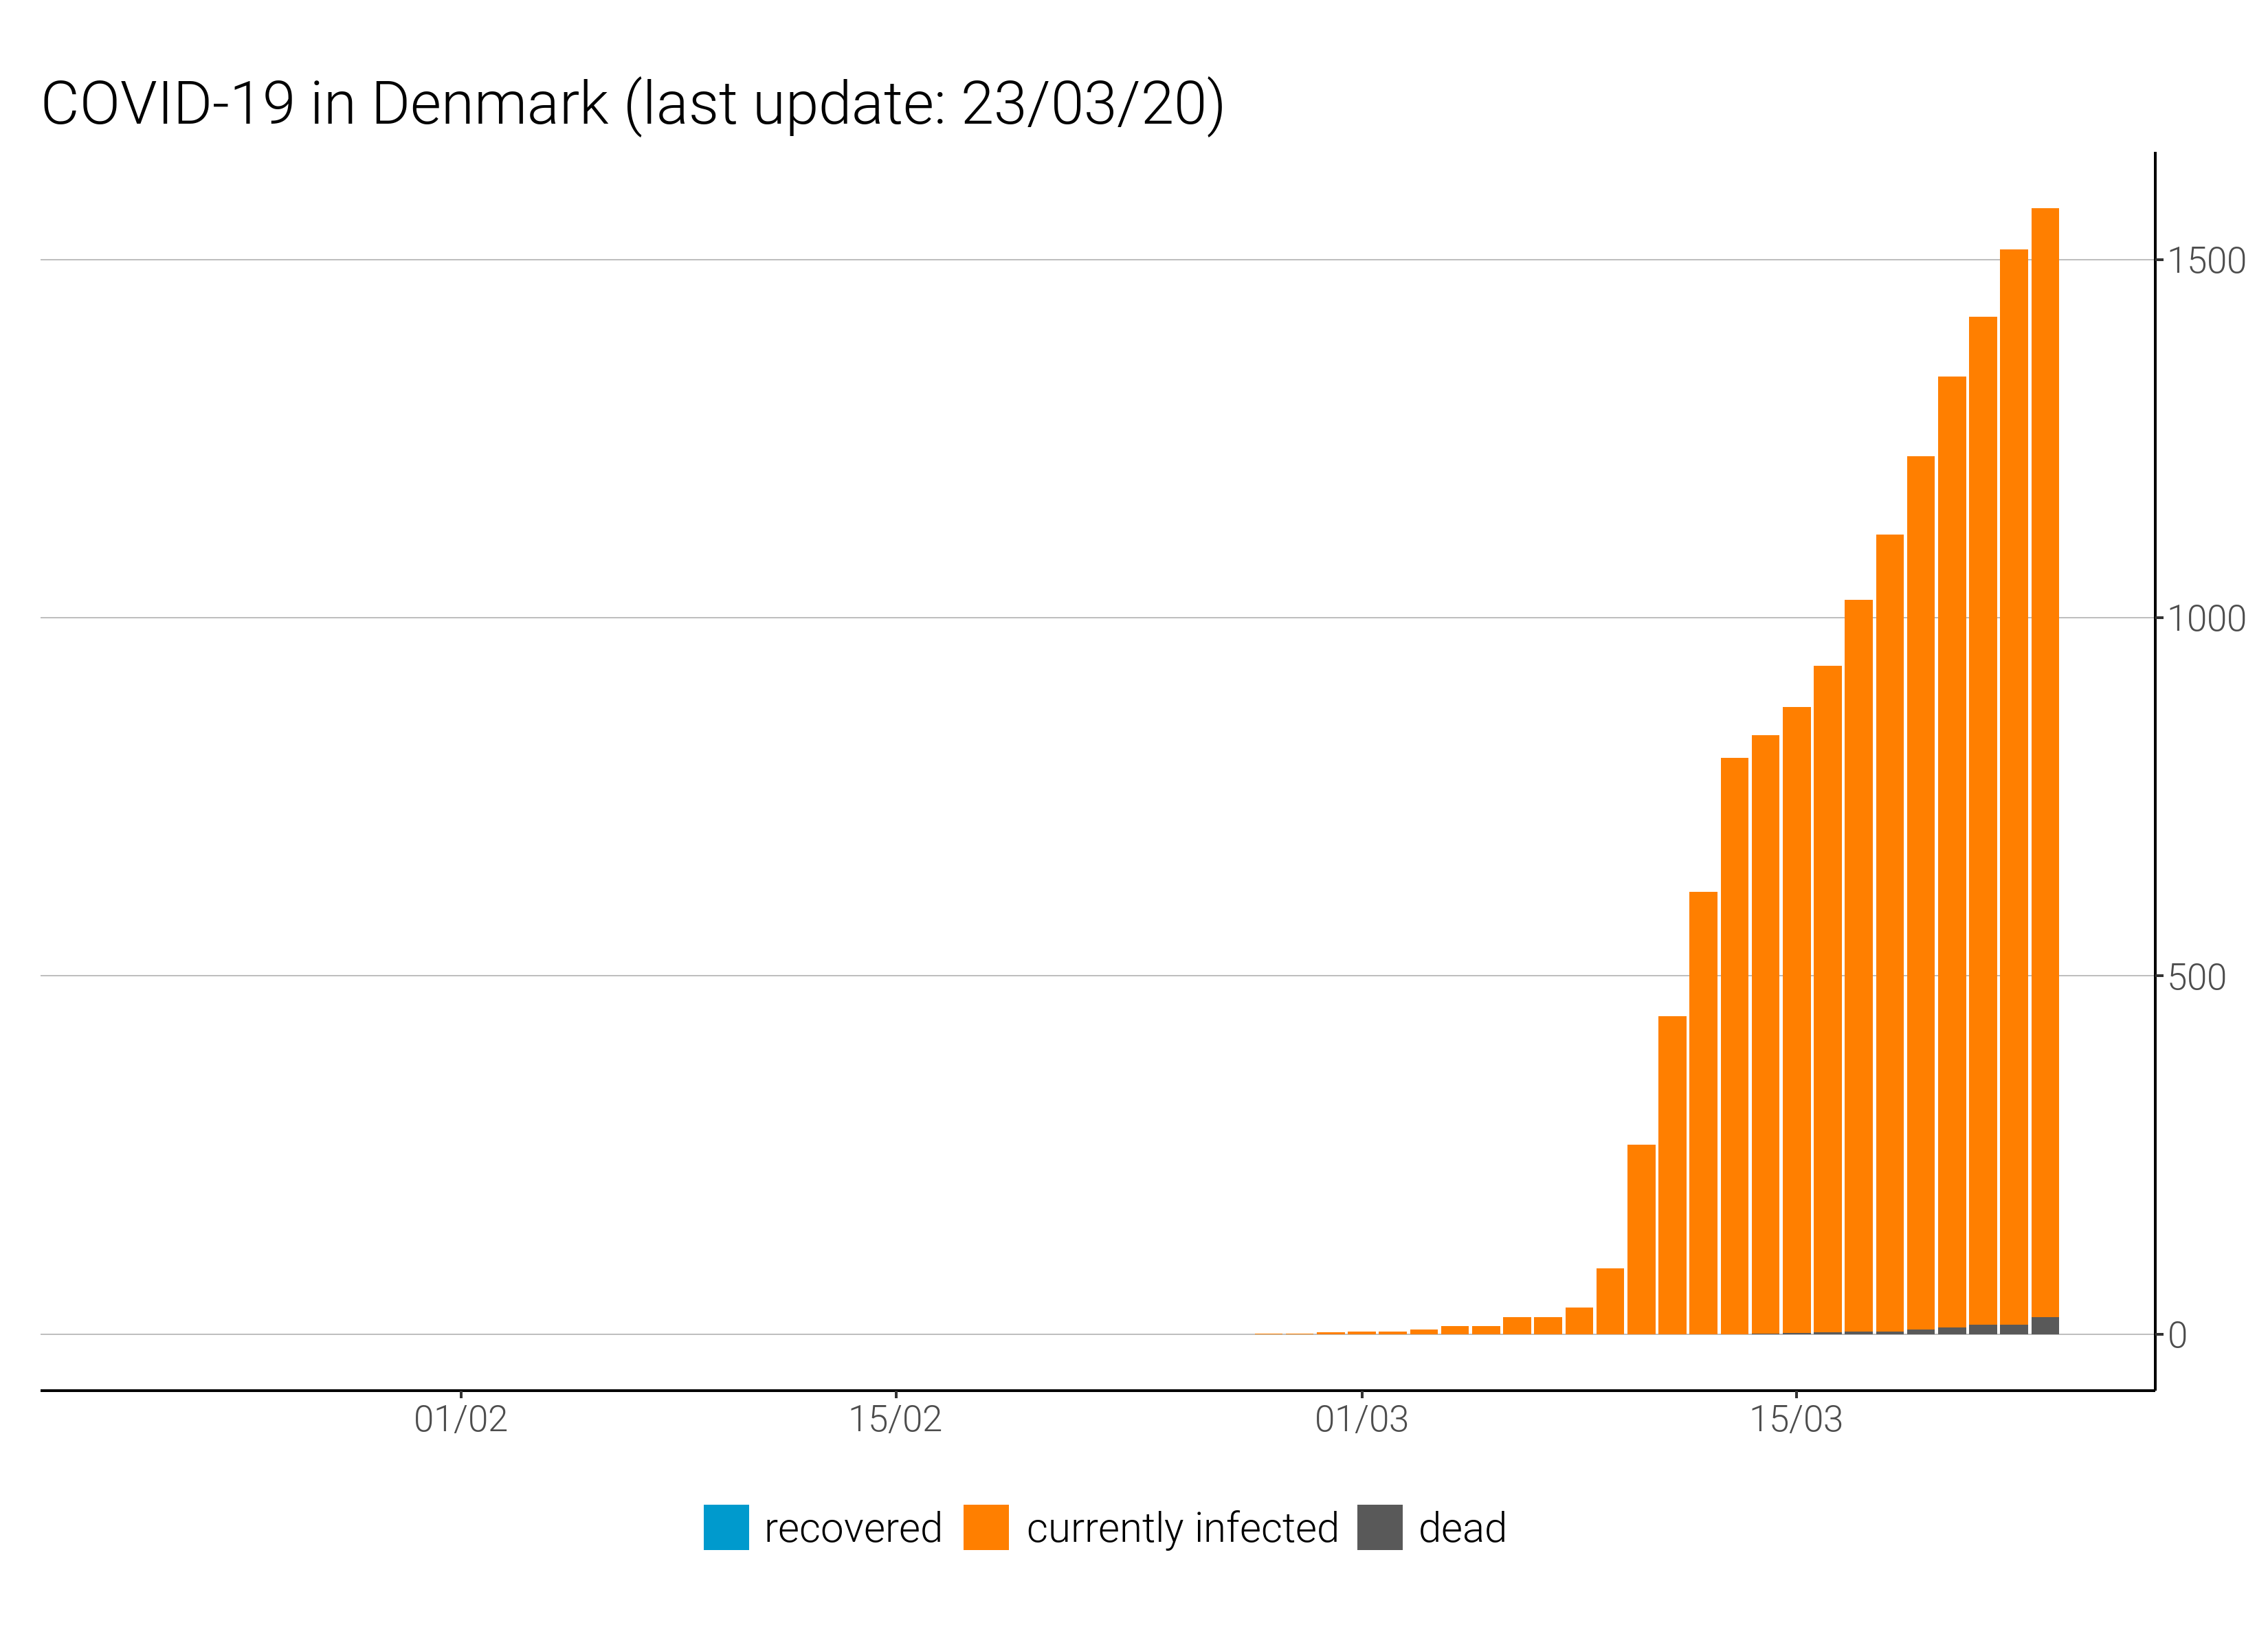 COVID-19 in Denmark (last update: 23/03/20)
1500
1000
500
0
01/02 15/02 01/03 15/03
recovered currently infected dead